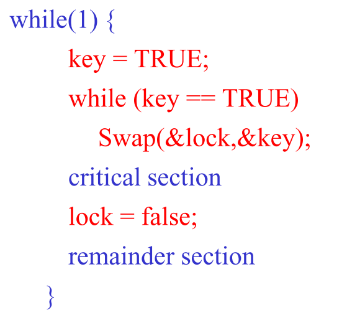 while(1) {
key = TRUE;
while (key == TRUE)
Swap(&lock,&key);
critical section
lock = false;
remainder section
}